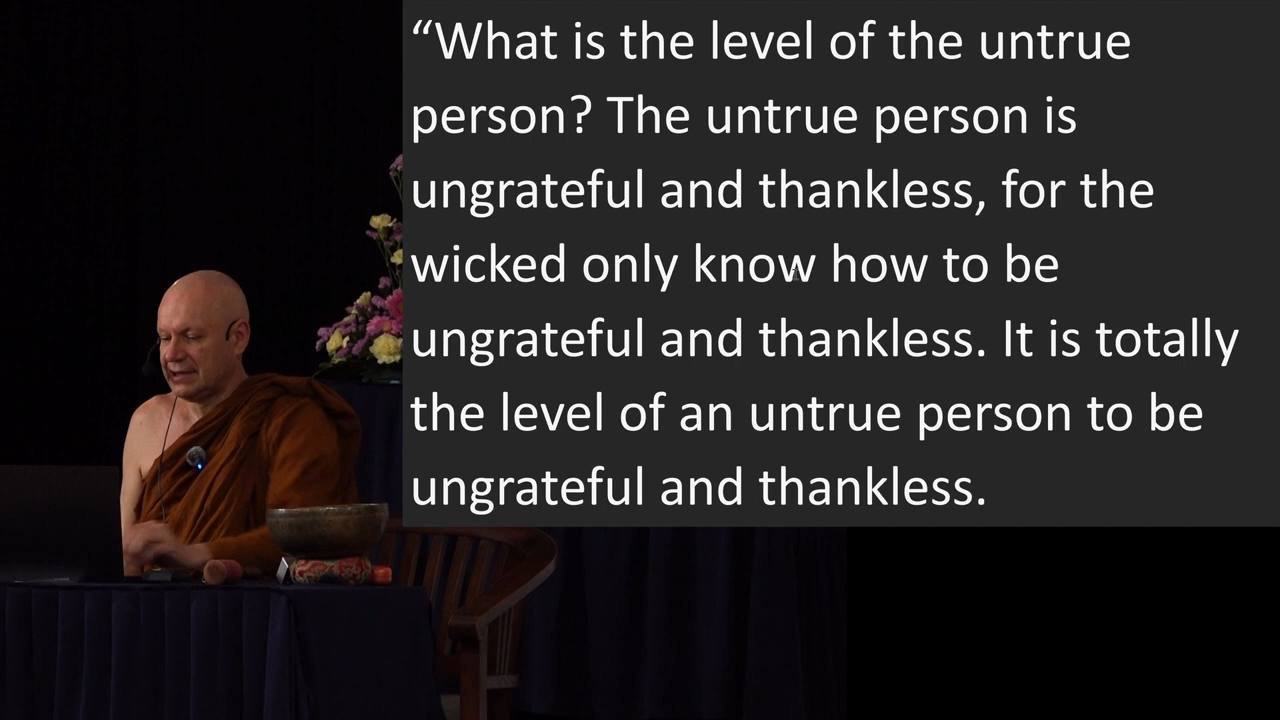 “What is the level of the untrue
person? The untrue person is
ungrateful and thankless, for the
wicked only know how to be
ungrateful and thankless. It is totally
the level of an untrue person to be
ungrateful and thankless.